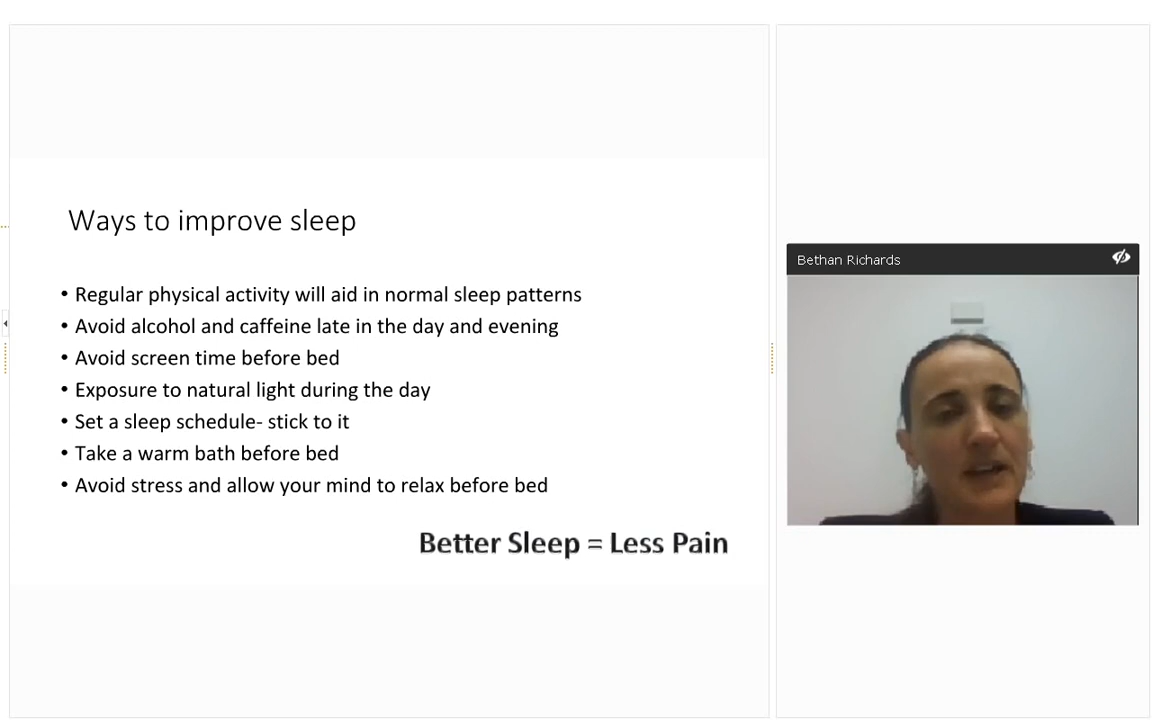 Ways to improve sleep
• Regular physical activity will aid in normal sleep patterns
• Avoid alcohol and caffeine late in the day and evening
• Avoid screen time before bed
• Exposure to natural light during the day
• Set a sleep schedule- stick to it
• Take a warm bath before bed
• Avoid stress and allow your mind to relax before bed
Better Sleep = Less Pain
Bethan Richards